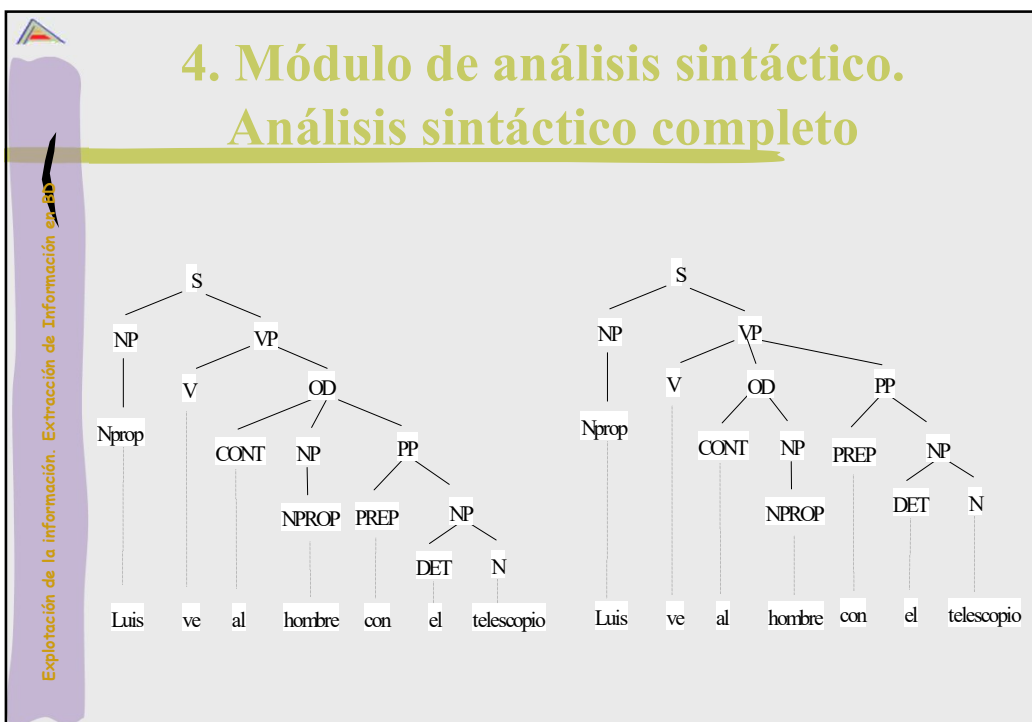 4. Módulo de análisis sintáctico.
Análisis sintáctico completo
Explotación de la información. Extracción de Información en BD
S
NP VP
V OD
Nprop
CONT NP PP
NPROP PREP NP
DET N
Luis ve al hombre con el telescopio
S
NP VP
V OD PP
Nprop
CONT NP PREP NP
NPROP DET N
Luis ve al hombre con el telescopio